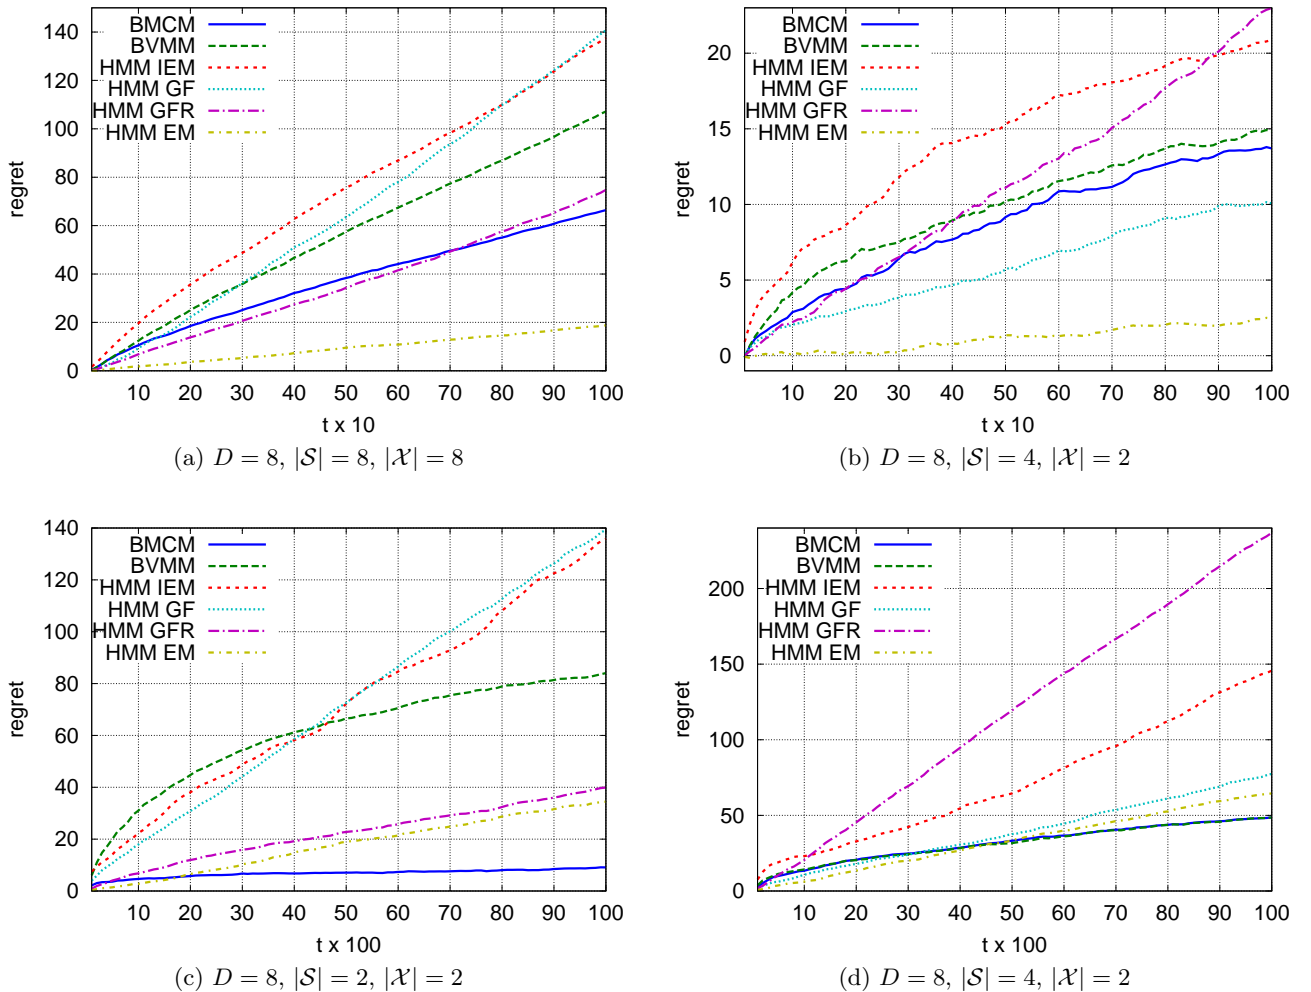 140
120
100
80
60
40
20
0
regret
BMCM
BVMM
HMM IEM
HMM GF
HMM GFR
HMM EM
10 20 30 40 50 60 70 80 90 100
t x 10
(a) D = 8, |S| = 8, |X| = 8
20
15
10
5
0
regret
BMCM
BVMM
HMM IEM
HMM GF
HMM GFR
HMM EM
10 20 30 40 50 60 70 80 90 100
t x 10
(b) D = 8, |S| = 4, |X| = 2
140
120
100
80
60
40
20
0
regret
BMCM
BVMM
HMM IEM
HMM GF
HMM GFR
HMM EM
10 20 30 40 50 60 70 80 90 100
t x 100
(c) D = 8, |S| = 2, |X| = 2
200
150
100
50
0
regret
BMCM
BVMM
HMM IEM
HMM GF
HMM GFR
HMM EM
10 20 30 40 50 60 70 80 90 100
t x 100
(d) D = 8, |S| = 4, |X| = 2